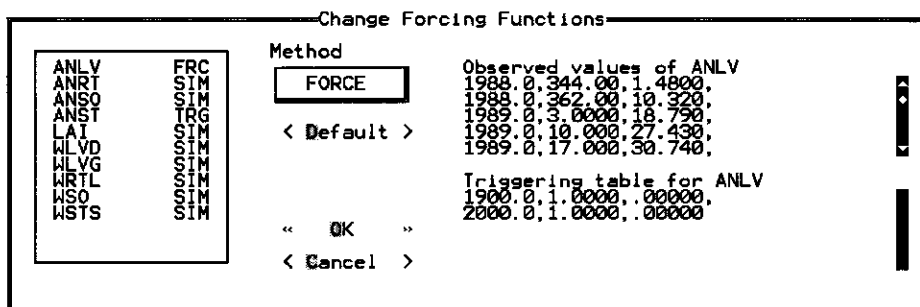 Change Forcing Functions
ANLV FRC
ANRT SIM
ANSO SIM
ANST TRG
LAI SIM
WLVD SIM
WLVG SIM
WRTL SIM
WSO SIM
WSTS SIM
Method
FORCE
< Default >
« OK »
< Cancel >
Observed values of ANLV
1988.0,344.00,1.4800,
1988.0,362.00,10.320,
1989.0,3.0000,18.790,
1989.0,10.000,27.430,
1989.0,17.000,30.740,
Triggering table for ANLV
1900.0,1.0000,.00000,
2000.0,1.0000,.00000